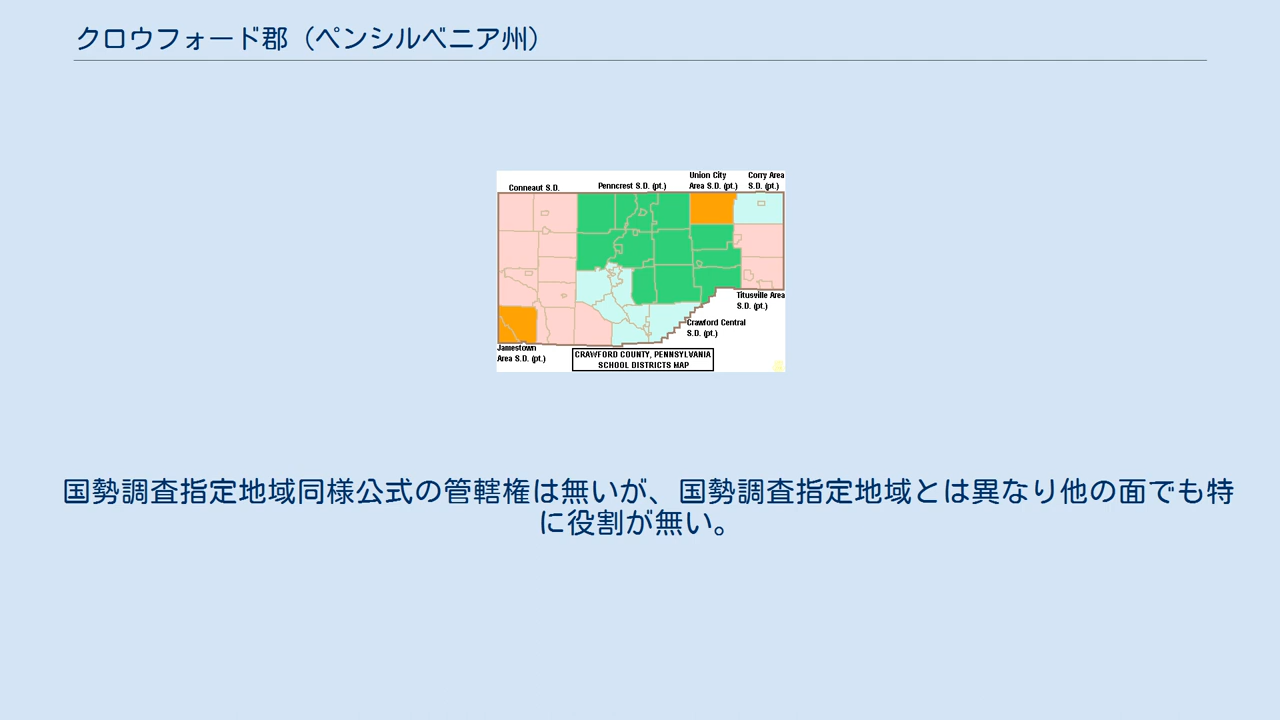 クロウフォード郡（ペンシルベニア州）
Conneaut S.D.
Penncrest S.D. (pt.)
Union City
Area S.D. (pt.)
Corry Area
S.D. (pt.)
Titusville Area
S.D. (pt.)
Crawford Central
S.D. (pt.)
Jamestown
Area S.D. (pt.)
CRAWFORD COUNTY, PENNSYLVANIA
SCHOOL DISTRICTS MAP
国勢調査指定地域同様公式の管轄権は無いが、国勢調査指定地域とは異なり他の面でも特
に役割が無い。